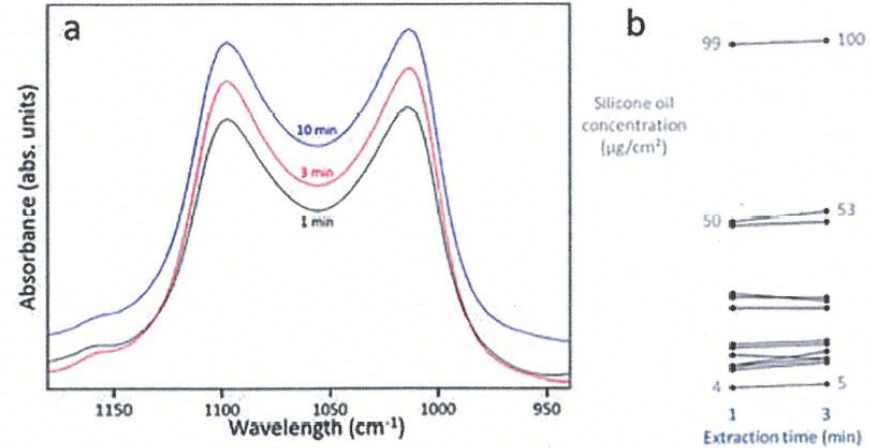 a
Absorbance (abs. units)
10 min
3 min
1 min
1150
1100
1050
1000
950
Wavelength (cm⁻¹)
b
99
100
Silicone oil
concentration
(µg/cm²)
50
53
4
5
1
3
Extraction time (min)